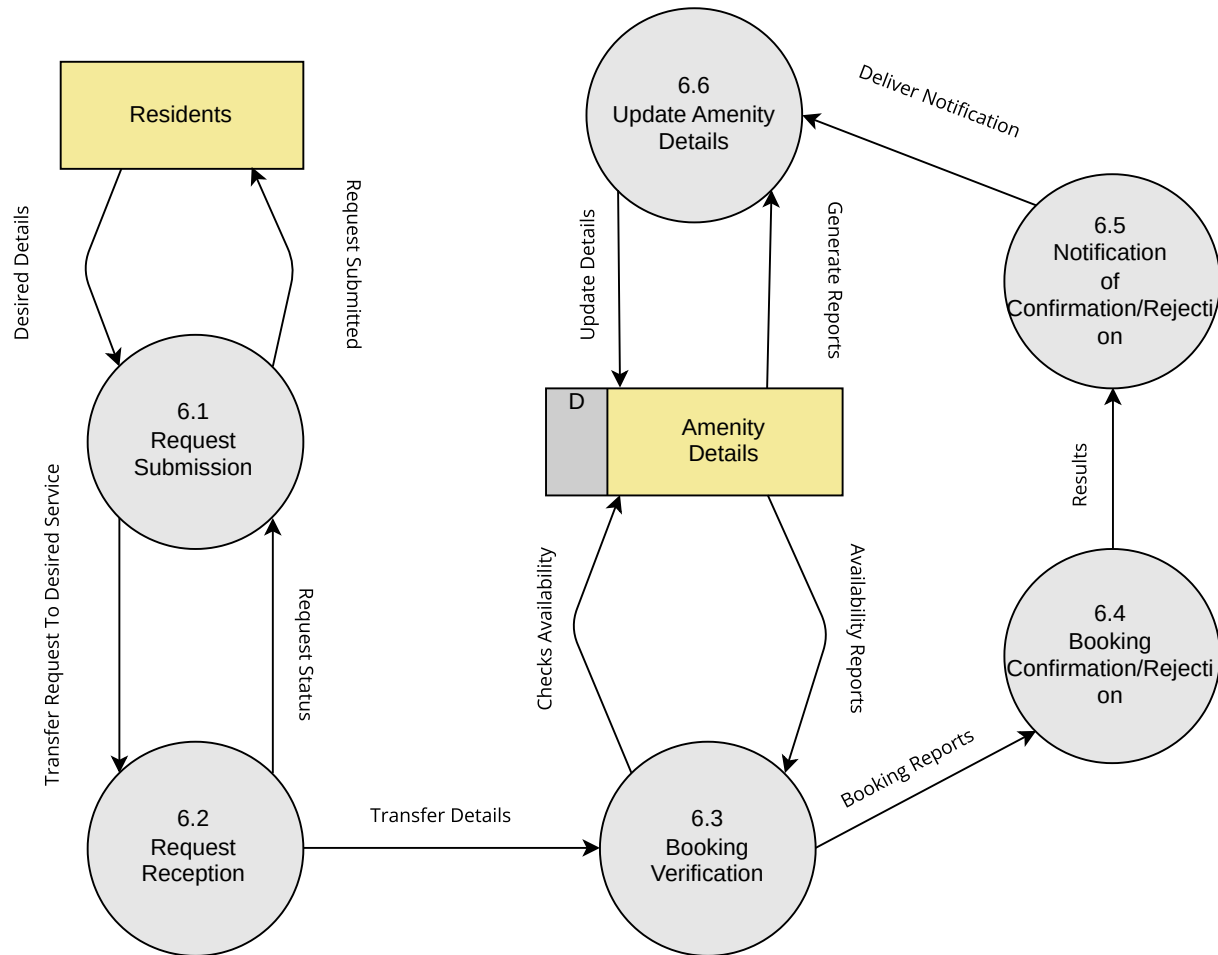 Residents
Desired Details
Request Submitted
6.1
Request
Submission
Transfer Request To Desired Service
Request Status
6.2
Request
Reception
Transfer Details
6.3
Booking
Verification
Checks Availability
Availability Reports
D
Amenity
Details
Update Details
Generate Reports
6.6
Update Amenity
Details
Booking Reports
6.4
Booking
Confirmation/Rejecti
on
Results
6.5
Notification
of
Confirmation/Rejecti
on
Deliver Notification